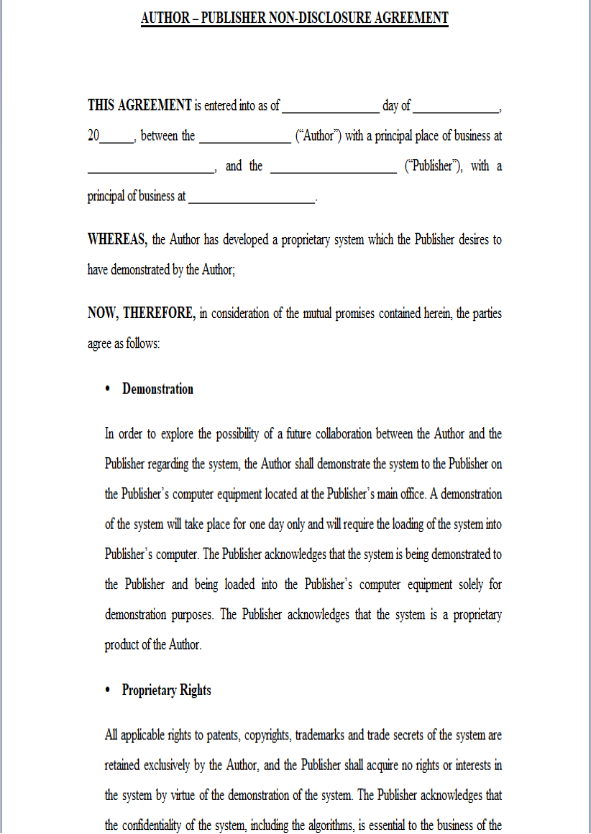 AUTHOR – PUBLISHER NON-DISCLOSURE AGREEMENT
THIS AGREEMENT is entered into as of _______________ day of _____________,
20_____, between the ______________ (“Author”) with a principal place of business at
___________________, and the ___________________ (“Publisher”), with a
principal of business at ___________________.
WHEREAS, the Author has developed a proprietary system which the Publisher desires to
have demonstrated by the Author;
NOW, THEREFORE, in consideration of the mutual promises contained herein, the parties
agree as follows:
• Demonstration
In order to explore the possibility of a future collaboration between the Author and the
Publisher regarding the system, the Author shall demonstrate the system to the Publisher on
the Publisher’s computer equipment located at the Publisher’s main office. A demonstration
of the system will take place for one day only and will require the loading of the system into
Publisher’s computer. The Publisher acknowledges that the system is being demonstrated to
the Publisher and being loaded into the Publisher’s computer equipment solely for
demonstration purposes. The Publisher acknowledges that the system is a proprietary
product of the Author.
• Proprietary Rights
All applicable rights to patents, copyrights, trademarks and trade secrets of the system are
retained exclusively by the Author, and the Publisher shall acquire no rights or interests in
the system by virtue of the demonstration of the system. The Publisher acknowledges that
the confidentiality of the system, including the algorithms, is essential to the business of the